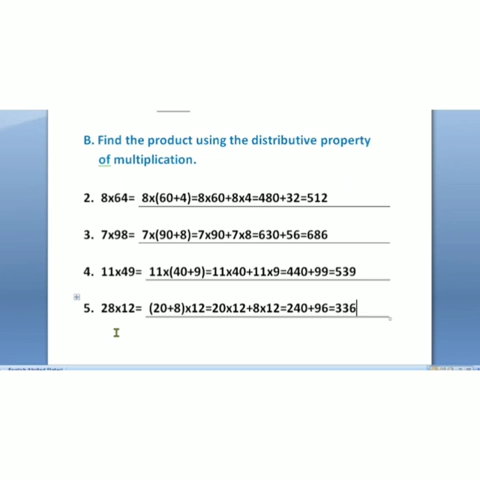 B. Find the product using the distributive property
of multiplication.
2. 8x64= 8x(60+4)=8x60+8x4=480+32=512
3. 7x98= 7x(90+8)=7x90+7x8=630+56=686
4. 11x49= 11x(40+9)=11x40+11x9=440+99=539
5. 28x12= (20+8)x12=20x12+8x12=240+96=336